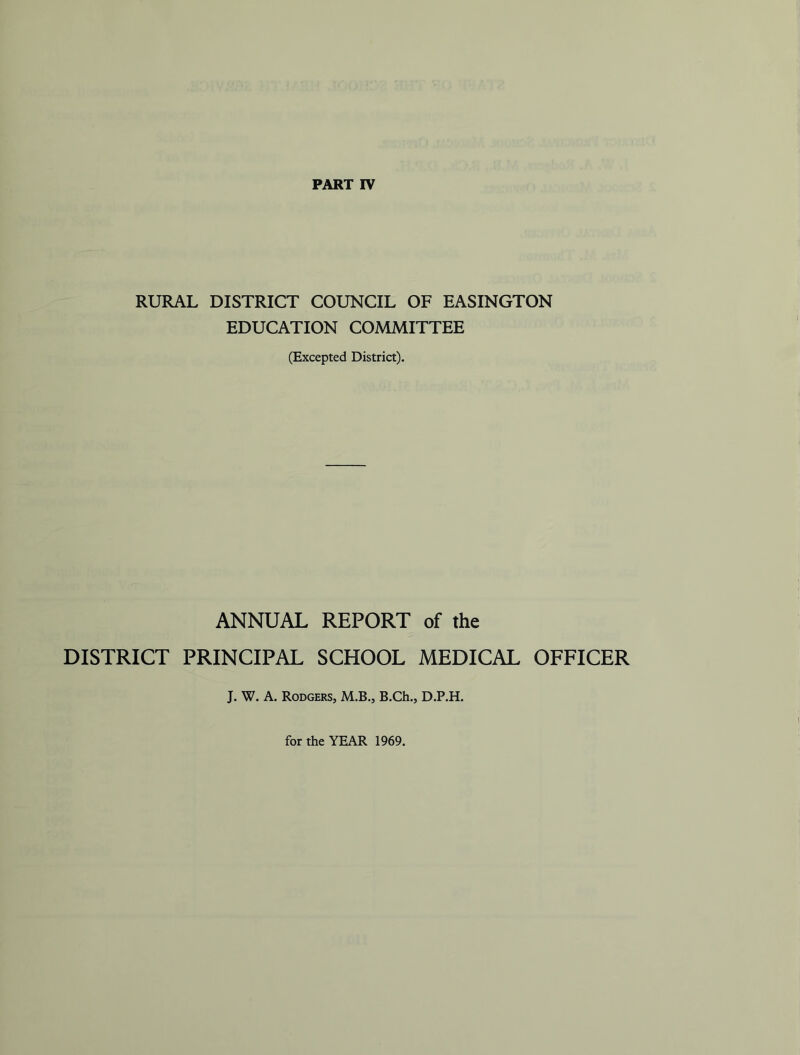 PART IV
RURAL DISTRICT COUNCIL OF EASINGTON
EDUCATION COMMITTEE
(Excepted District).
ANNUAL REPORT of the
DISTRICT PRINCIPAL SCHOOL MEDICAL OFFICER
J. W. A. RODGERS, M.B., B.Ch., D.P.H.
for the YEAR 1969.